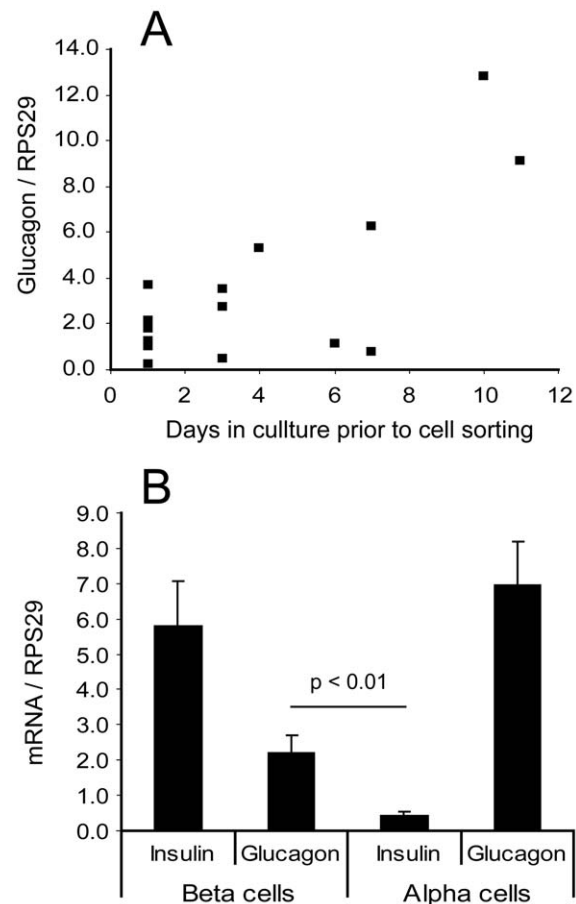 A
14.0
12.0
10.0
8.0
6.0
4.0
2.0
0.0
Glucagon / RPS29
0 2 4 6 8 10 12
Days in cullture prior to cell sorting
B
9.0
8.0
7.0
6.0
5.0
4.0
3.0
2.0
1.0
0.0
mRNA / RPS29
p < 0.01
Insulin Glucagon Insulin Glucagon
Beta cells Alpha cells